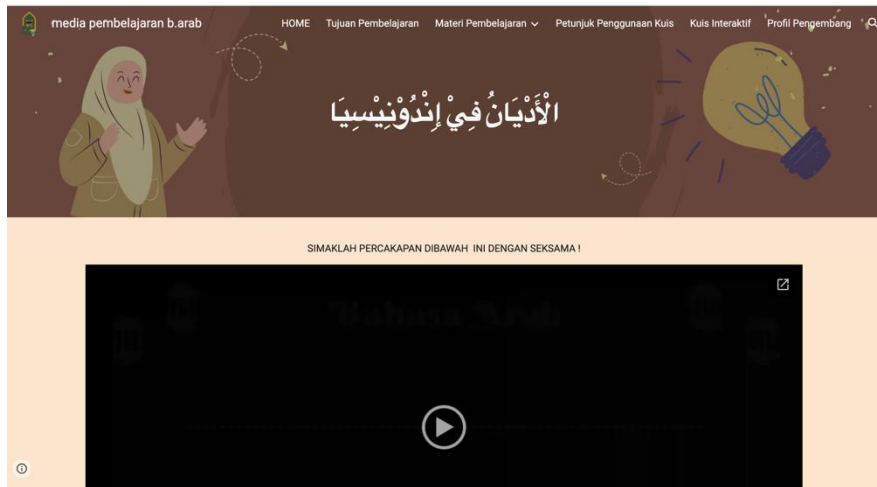 media pembelajaran b.arab HOME Tujuan Pembelajaran Materi Pembelajaran Petunjuk Penggunaan Kuis Kuis Interaktif Profil Pengembang
الْأَدْيَانُ فِيْ إِنْدُوْنِيْسِيَا
SIMAKLAH PERCAKAPAN DIBAWAH INI DENGAN SEKSAMA !
Bahasa Arab